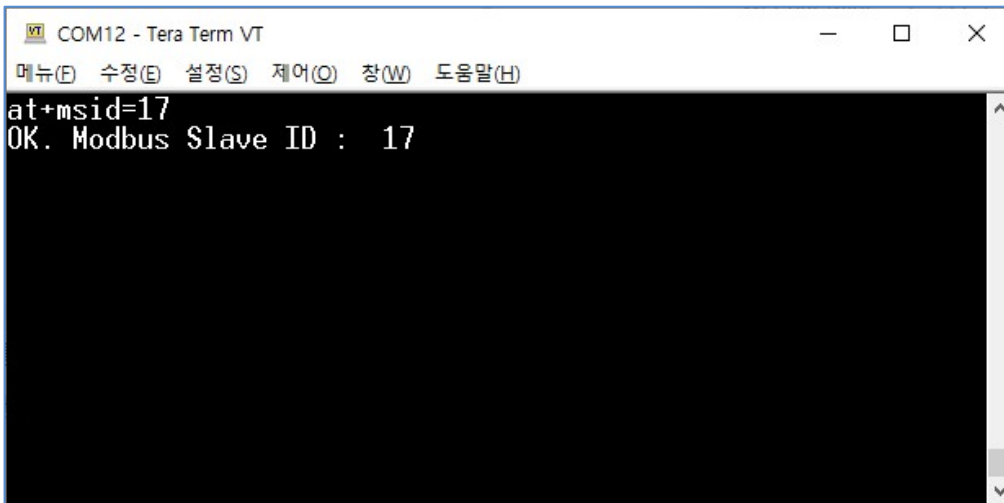 COM12 - Tera Term VT
메뉴(F) 수정(E) 설정(S) 제어(O) 창(W) 도움말(H)
at+msid=17
OK. Modbus Slave ID :  17